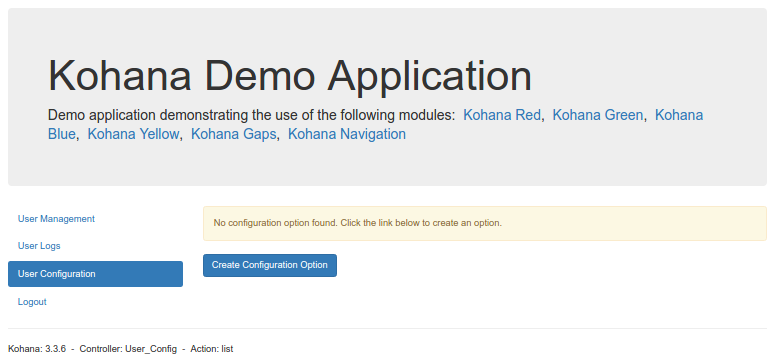 Kohana Demo Application
Demo application demonstrating the use of the following modules: Kohana Red, Kohana Green, Kohana
Blue, Kohana Yellow, Kohana Gaps, Kohana Navigation
User Management
User Logs
User Configuration
Logout
No configuration option found. Click the link below to create an option.
Create Configuration Option
Kohana: 3.3.6 - Controller: User_Config - Action: list